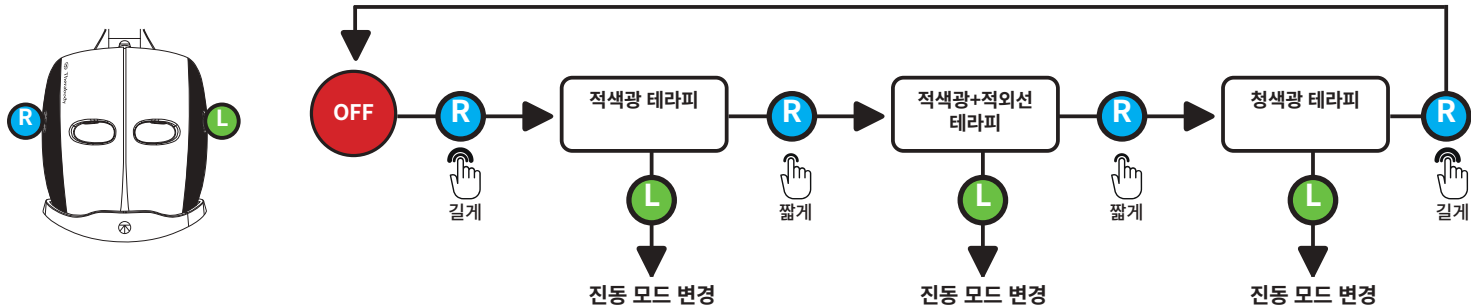 Therabody
R
L
OFF
R
길게
적색광 테라피
L
진동 모드 변경
R
짧게
적색광+적외선
테라피
L
진동 모드 변경
R
짧게
청색광 테라피
L
진동 모드 변경
R
길게